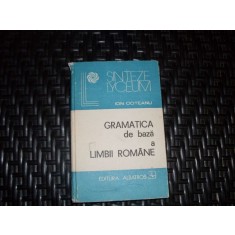 SINTEZE
LYCEUM
ION COTEANU
GRAMATICA
de bază
a
LIMBII ROMÂNE
EDITURA ALBATROS